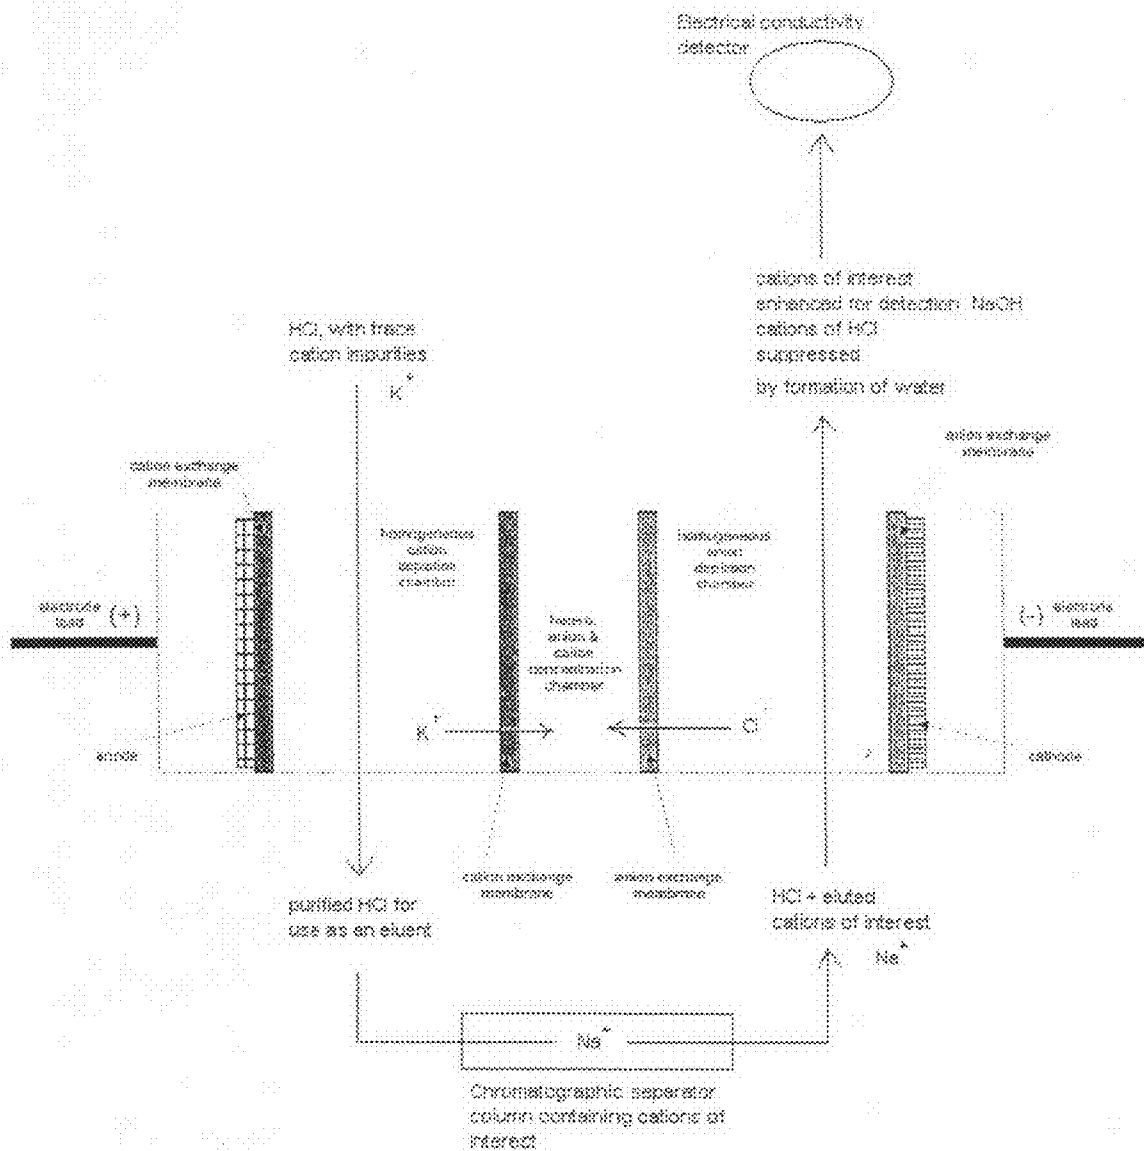 Electrical conductivity
detector
cations of interest
enhanced for detection NaOH
cations of HCl
suppressed
by formation of water
HCl, with trace
cation impurities
K+
anion exchange
membrane
cation exchange
membrane
homogeneous
cation
depletion
chamber
homogeneous
anion
depletion
chamber
electrode
lead (+)
(-) electrode
lead
anion &
cation
concentration
chamber
K+
Cl
anode
cathode
cation exchange
membrane
anion exchange
membrane
purified HCl for
use as an eluent
HCl + eluted
cations of interest
Na+
Na+
Chromatographic separator
column containing cations of
interest